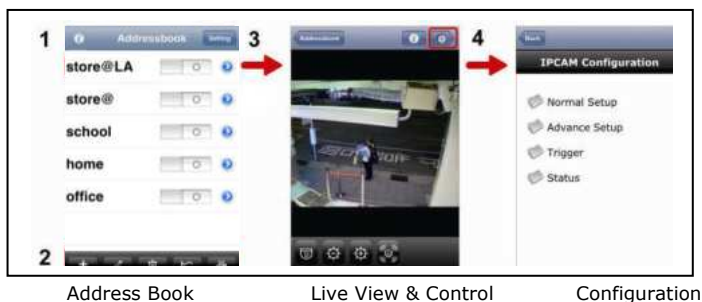 1
Addressbook
Setting
store@LA
store@
school
home
office
2
3
Addressbook
4
Back
IPCAM Configuration
Normal Setup
Advance Setup
Trigger
Status
Address Book
Live View & Control
Configuration